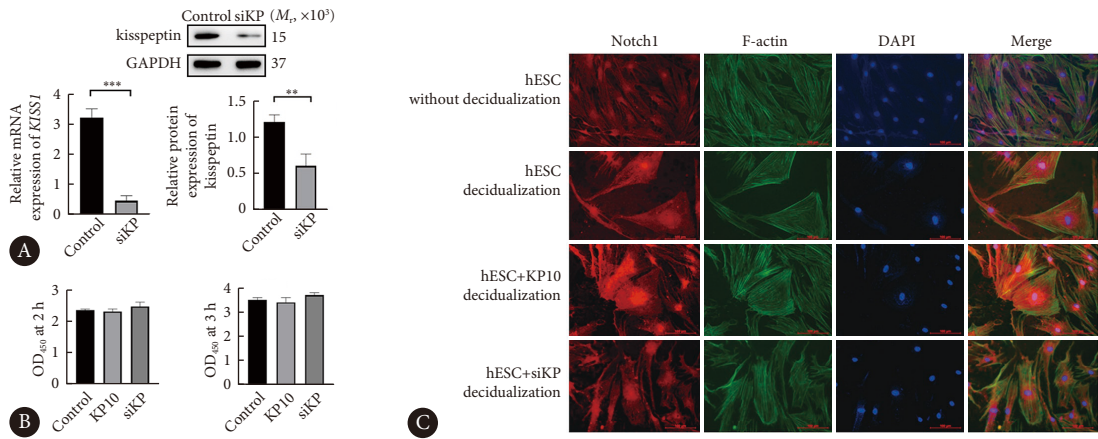 Control siKP (Mᵣ, ×10³)
kisspeptin
15
GAPDH
37
Relative mRNA
expression of KISS1
4
3
2
1
0
***
Control
siKP
Relative protein
expression of
kisspeptin
1.5
1.0
0.5
0
**
Control
siKP
A
OD₄₅₀ at 2 h
3
2
1
0
Control
KP10
siKP
OD₄₅₀ at 3 h
4
3
2
1
0
Control
KP10
siKP
B
Notch1
F-actin
DAPI
Merge
hESC
without decidualization
hESC
decidualization
hESC+KP10
decidualization
hESC+siKP
decidualization
C